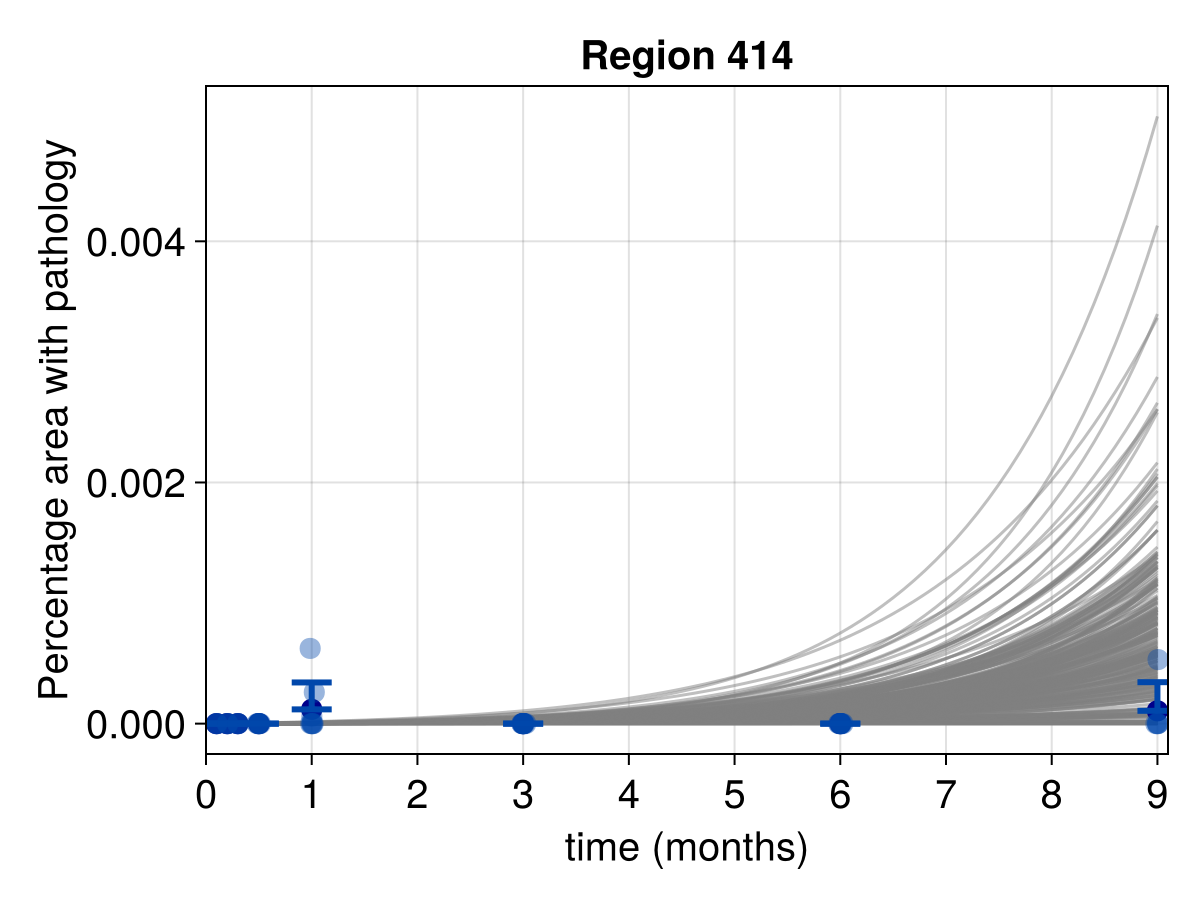 Region 414
Percentage area with pathology
0.004
0.002
0.000
0 1 2 3 4 5 6 7 8 9
time (months)